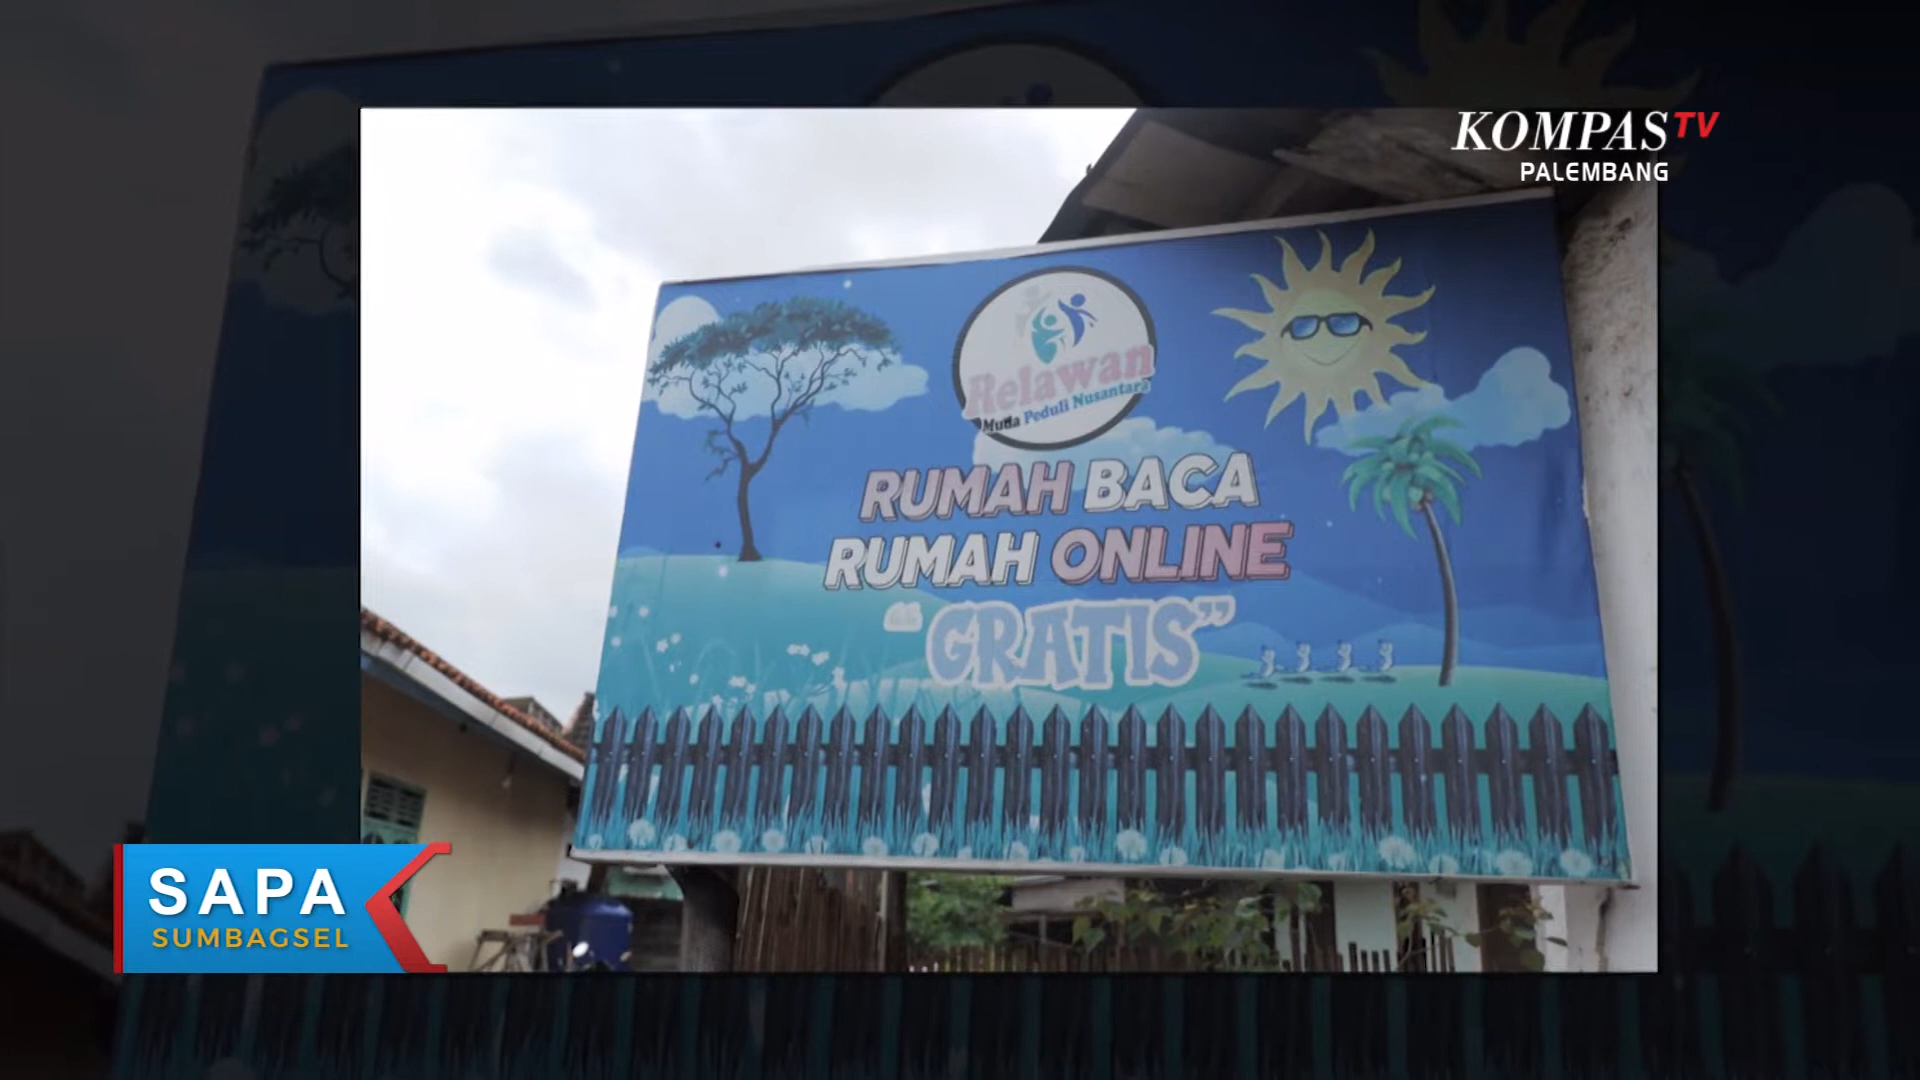 KOMPAS TV
PALEMBANG
Relawan
Muda Peduli Nusantara
RUMAH BACA
RUMAH ONLINE
"GRATIS"
SAPA
SUMBAGSEL